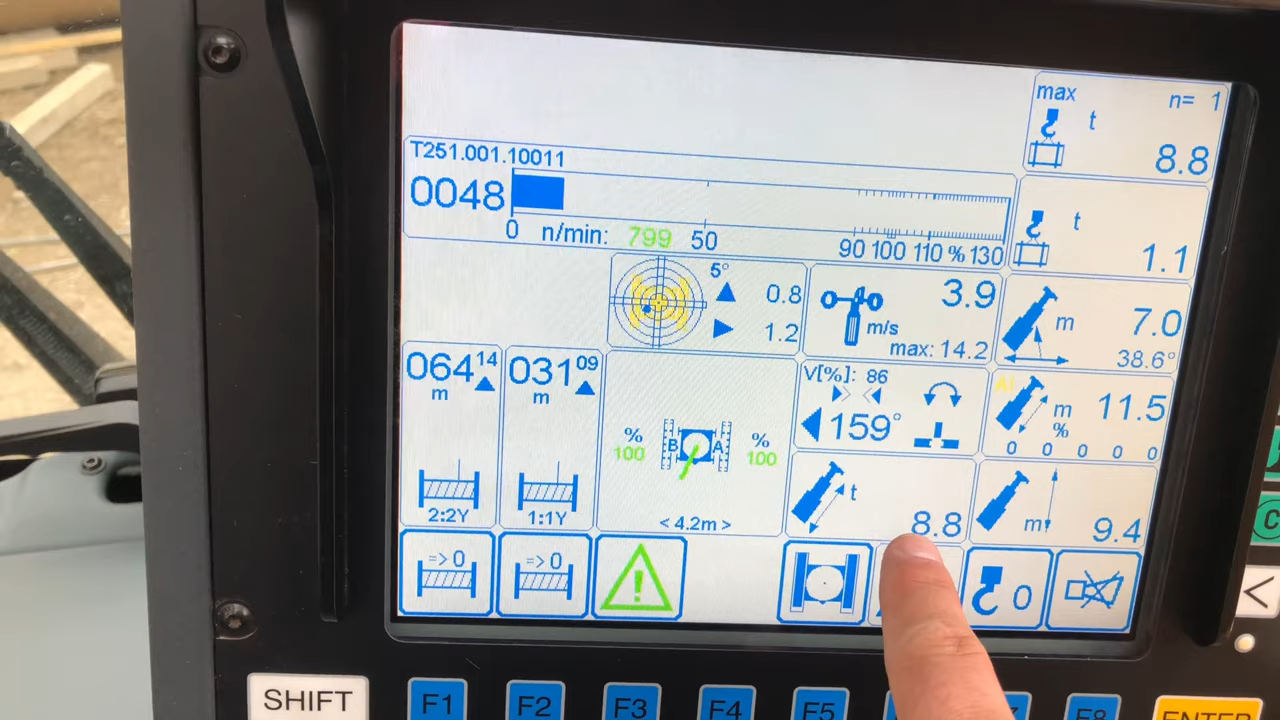 max n= 1
t
8.8
T251.001.10011
0048
0 n/min: 799 50 90 100 110 % 130
t
1.1
5°
0.8
1.2
3.9
m/s
max: 14.2
m 7.0
38.6°
064 14
m
031 09
m
V[%]: 86
159°
AI
m 11.5
%
0 0 0 0 0
% 100
B A
% 100
< 4.2m >
2:2Y
1:1Y
t
8.8
m
9.4
=>0
=>0
!
0
C
<
SHIFT
F1
F2
F3
F4
F5
F8
ENTER